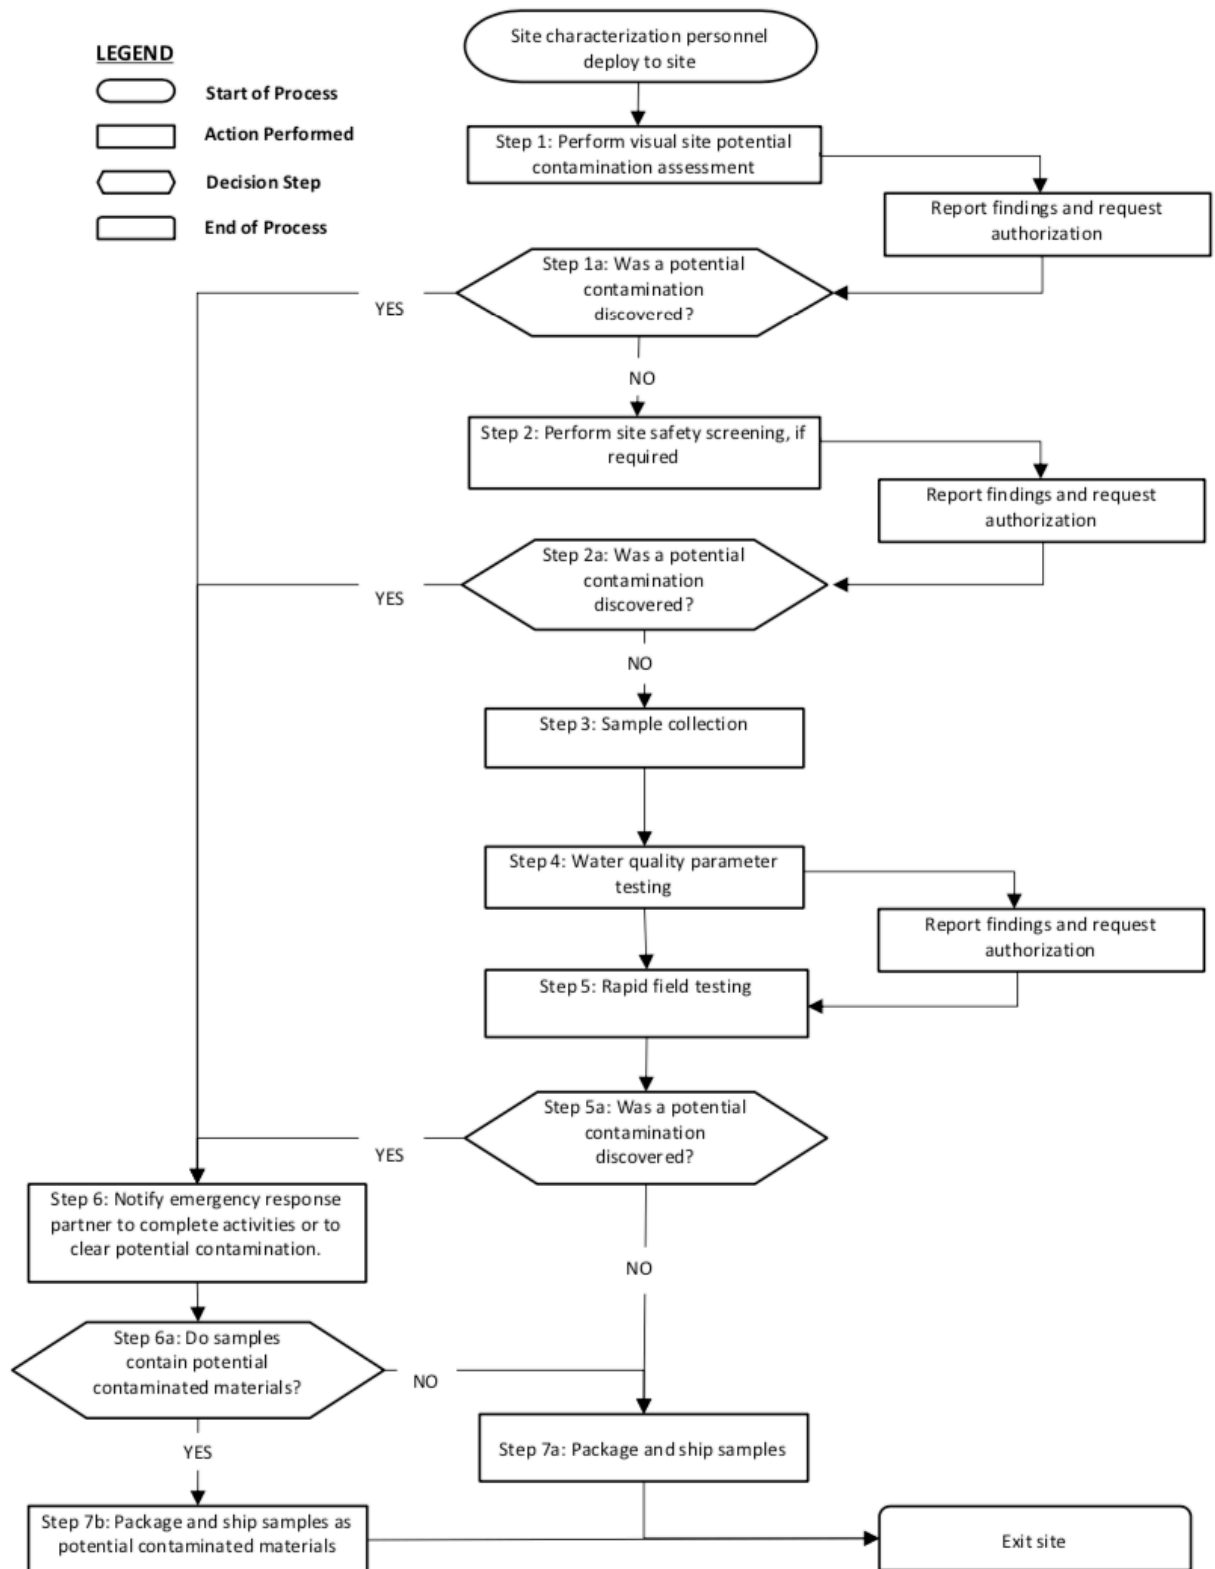 LEGEND
Start of Process
Action Performed
Decision Step
End of Process
Site characterization personnel
deploy to site
Step 1: Perform visual site potential
contamination assessment
Report findings and request
authorization
Step 1a: Was a potential
contamination
discovered?
YES
NO
Step 2: Perform site safety screening, if
required
Report findings and request
authorization
Step 2a: Was a potential
contamination
discovered?
YES
NO
Step 3: Sample collection
Step 4: Water quality parameter
testing
Report findings and request
authorization
Step 5: Rapid field testing
Step 5a: Was a potential
contamination
discovered?
YES
NO
Step 6: Notify emergency response
partner to complete activities or to
clear potential contamination.
Step 6a: Do samples
contain potential
contaminated materials?
NO
YES
Step 7a: Package and ship samples
Step 7b: Package and ship samples as
potential contaminated materials
Exit site